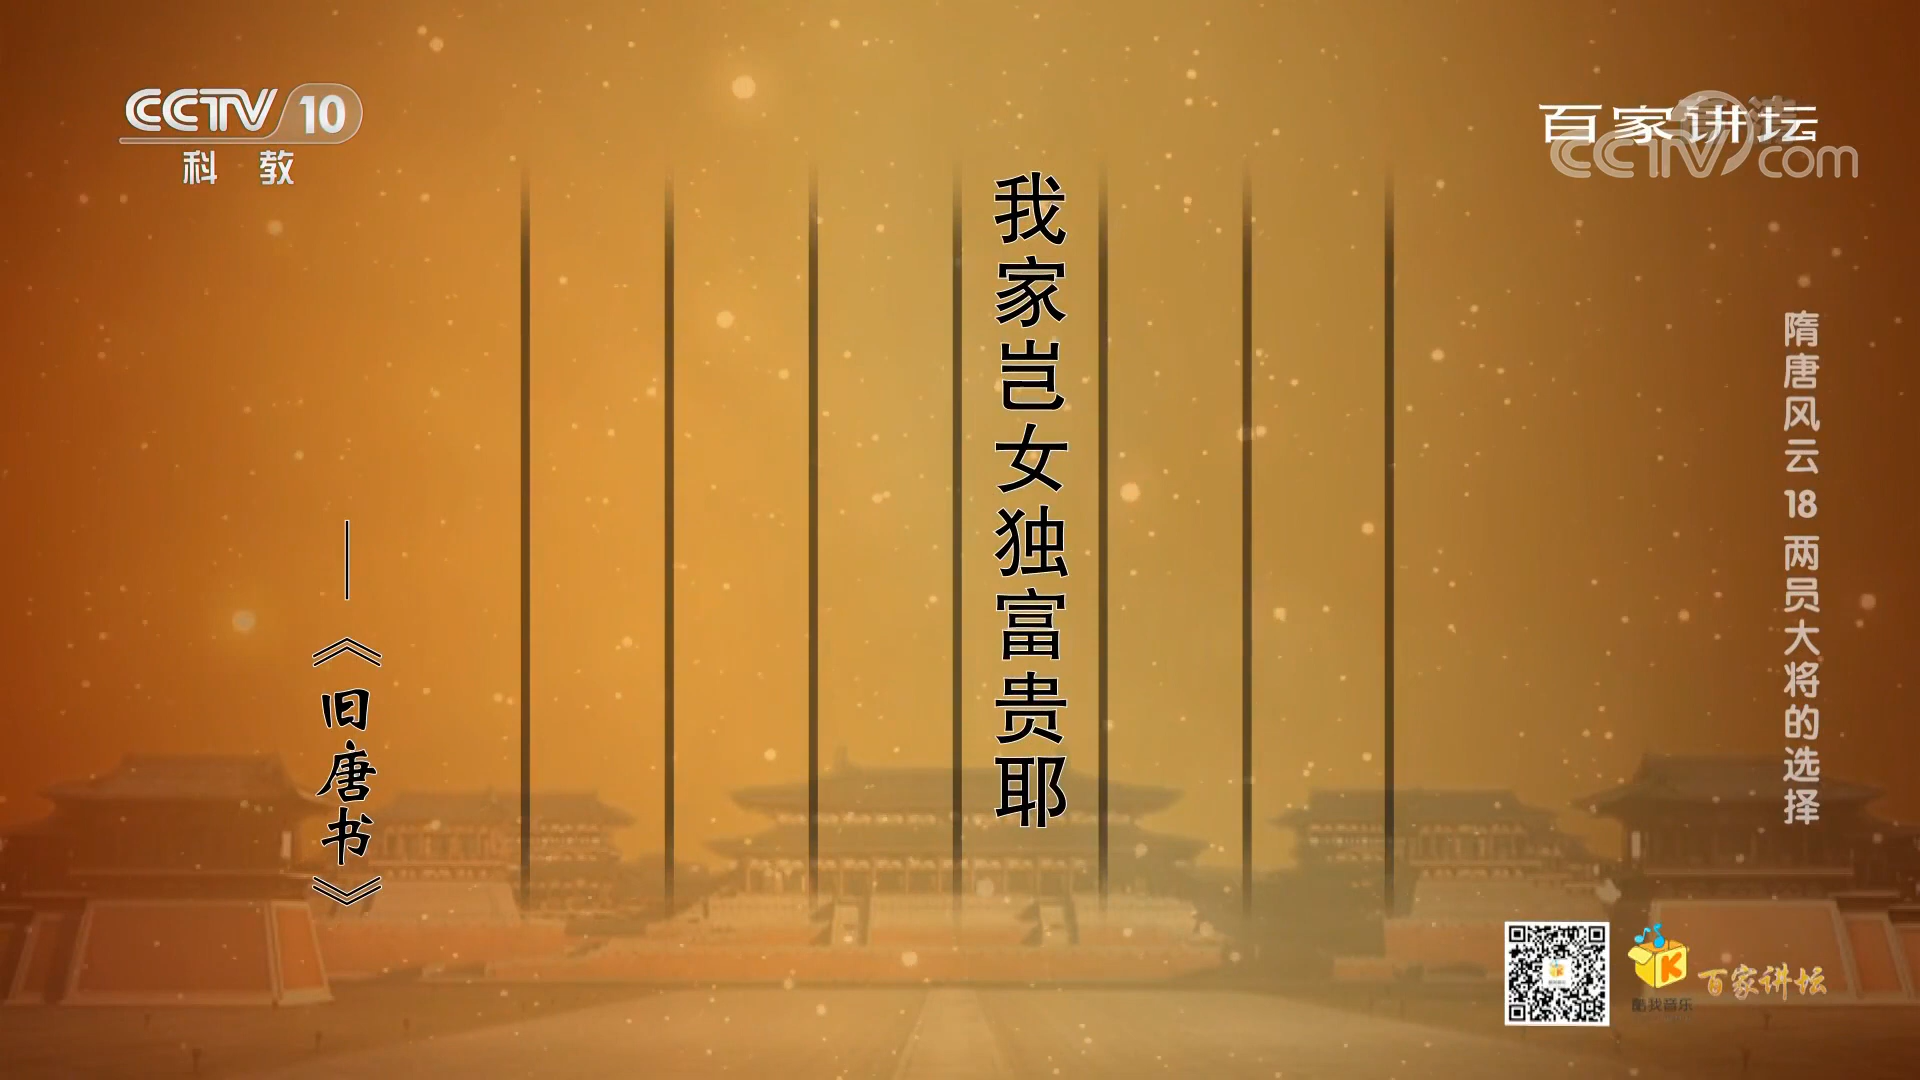 CCTV 10
科 教
百家讲坛
CCTV.com
隋唐风云 18 两员大将的选择
我家岂女独富贵耶
——《旧唐书》
酷我音乐
百家讲坛